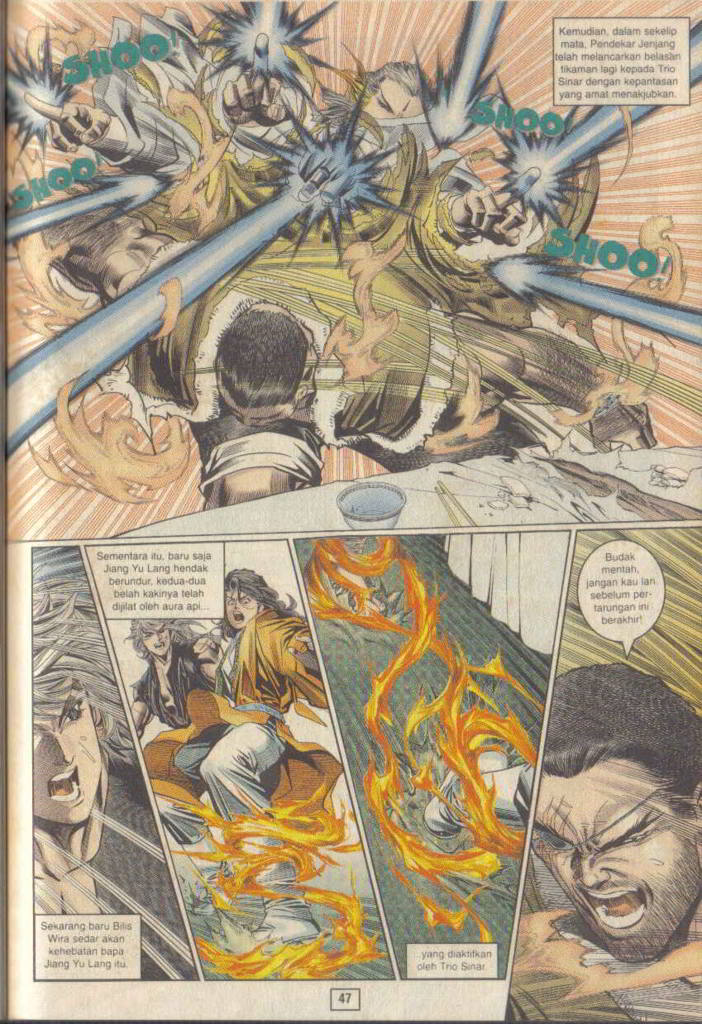 Kemudian, dalam sekelip
mata, Pendekar Jenjang
telah melancarkan belasan
tikaman lagi kepada Trio
Sinar dengan kepantasan
yang amat menakjubkan.
SHOO!
SHOO!
SHOO
SHOO!
Sementara itu, baru saja
Jiang Yu Lang hendak
berundur, kedua-dua
belah kakinya telah
dijilat oleh aura api...
Budak
mentah,
jangan kau lari
sebelum per-
tarungan ini
berakhir!
Sekarang baru Bilis
Wira sedar akan
kehebatan bapa
Jiang Yu Lang itu.
...yang diaktifkan
oleh Trio Sinar.
47